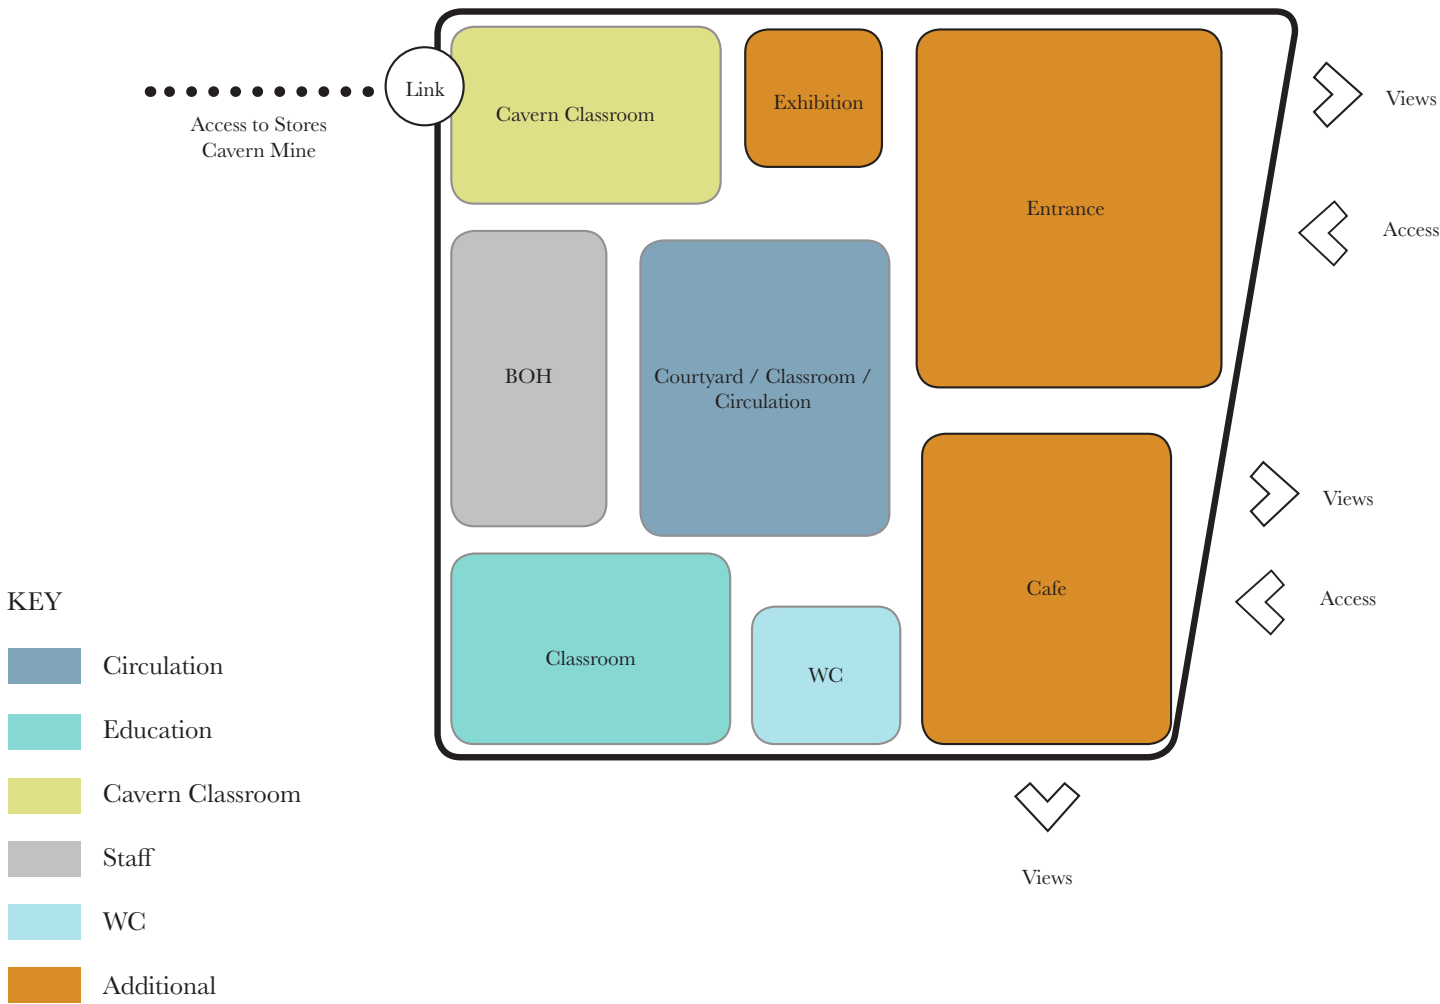 Link
Access to Stores
Cavern Mine
Cavern Classroom
Exhibition
Entrance
Views
Access
BOH
Courtyard / Classroom /
Circulation
Views
Access
Cafe
Classroom
WC
Views
KEY
Circulation
Education
Cavern Classroom
Staff
WC
Additional